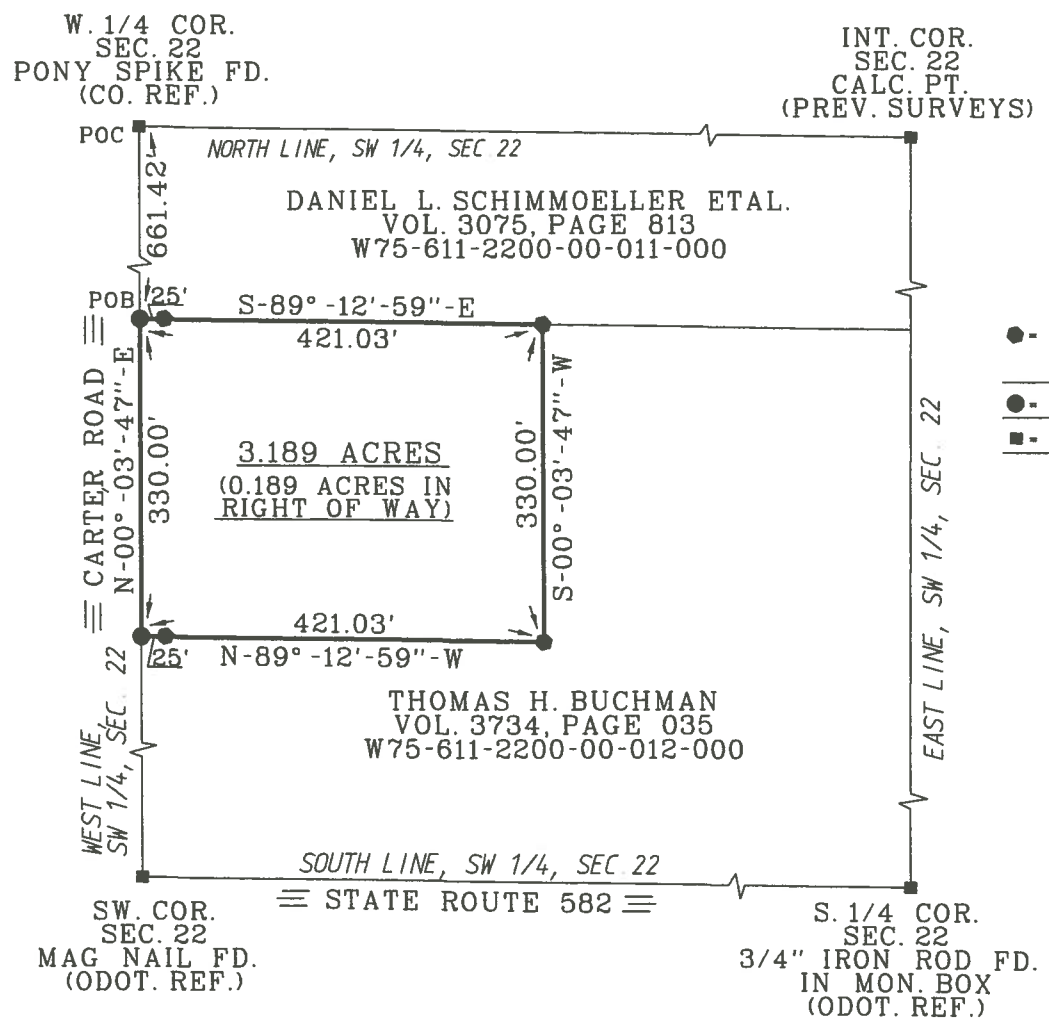 W. 1/4 COR.
SEC. 22
PONY SPIKE FD.
(CO. REF.)
INT. COR.
SEC. 22
CALC. PT.
(PREV. SURVEYS)
POC
NORTH LINE, SW 1/4, SEC 22
661.42'
DANIEL L. SCHIMMOELLER ETAL.
VOL. 3075, PAGE 813
W75-611-2200-00-011-000
POB
25'
S-89°-12'-59"-E
421.03'
CARTER ROAD
N-00°-03'-47"-E
330.00'
3.189 ACRES
(0.189 ACRES IN
RIGHT OF WAY)
330.00'
S-00°-03'-47"-W
EAST LINE, SW 1/4, SEC. 22
421.03'
25'
N-89°-12'-59"-W
WEST LINE,
SW 1/4, SEC. 22
THOMAS H. BUCHMAN
VOL. 3734, PAGE 035
W75-611-2200-00-012-000
SOUTH LINE, SW 1/4, SEC 22
STATE ROUTE 582
SW. COR.
SEC. 22
MAG NAIL FD.
(ODOT. REF.)
S. 1/4 COR.
SEC. 22
3/4" IRON ROD FD.
IN MON. BOX
(ODOT. REF.)
=
=
=